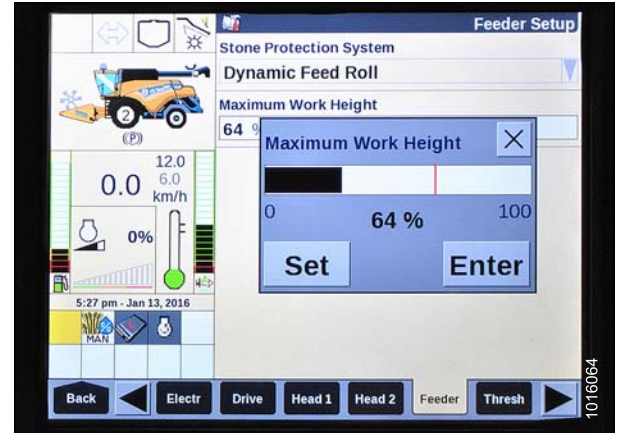 Feeder Setup
Stone Protection System
Dynamic Feed Roll
Maximum Work Height
64 %
Maximum Work Height
0
64 %
100
Set
Enter
2
(P)
12.0
0.0
6.0
km/h
0%
5:27 pm - Jan 13, 2016
%
MAN
Back
Electr
Drive
Head 1
Head 2
Feeder
Thresh
1016064